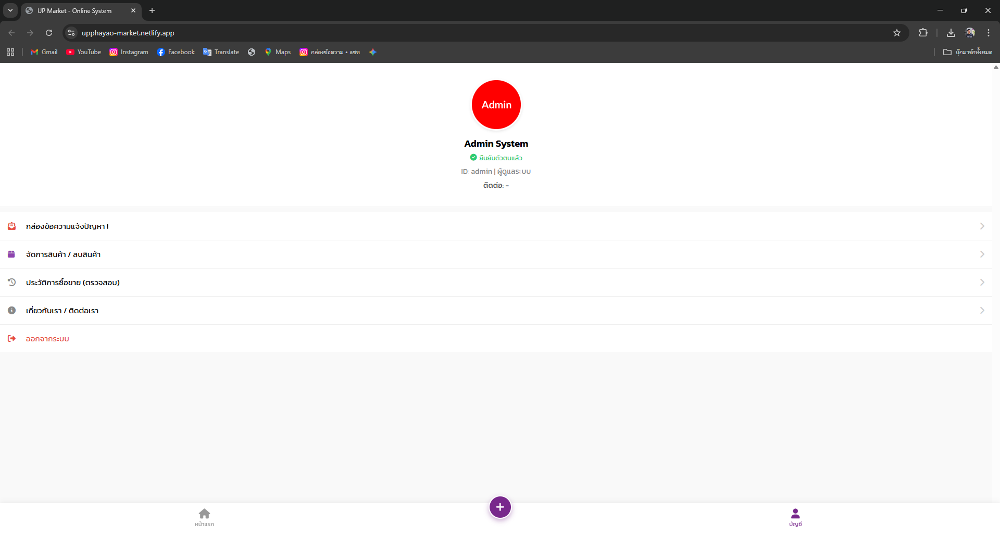 UP Market - Online System
upphayao-market.netlify.app
Gmail YouTube Instagram Facebook Translate Maps กล่องข้อความ • แชท บุ๊กมาร์กทั้งหมด
Admin
Admin System
ยืนยันตัวตนแล้ว
ID: admin | ผู้ดูแลระบบ
ติดต่อ: -
กล่องข้อความแจ้งปัญหา !
จัดการสินค้า / ลบสินค้า
ประวัติการซื้อขาย (ตรวจสอบ)
เกี่ยวกับเรา / ติดต่อเรา
ออกจากระบบ
หน้าแรก บัญชี